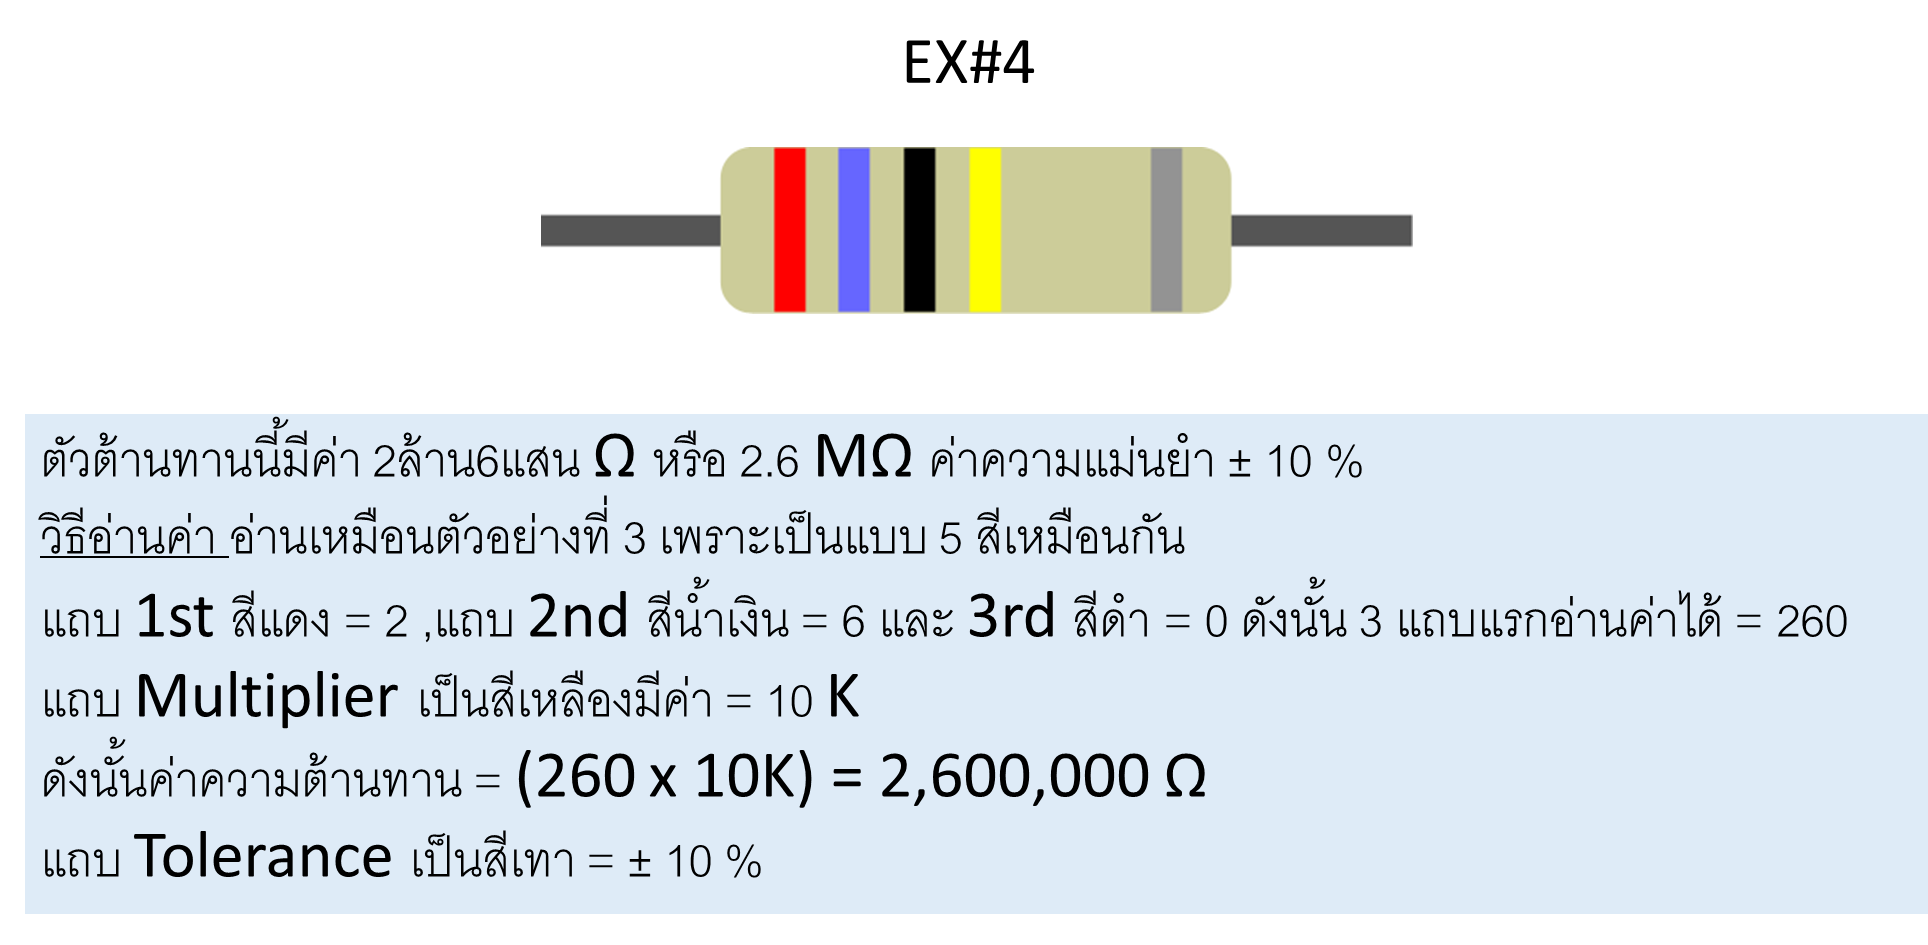 EX#4
ตัวต้านทานนี้มีค่า 2ล้าน6แสน Ω หรือ 2.6 MΩ ค่าความแม่นยำ ± 10 %
วิธีอ่านค่า อ่านเหมือนตัวอย่างที่ 3 เพราะเป็นแบบ 5 สีเหมือนกัน
แถบ 1st สีแดง = 2 ,แถบ 2nd สีน้ำเงิน = 6 และ 3rd สีดำ = 0 ดังนั้น 3 แถบแรกอ่านค่าได้ = 260
แถบ Multiplier เป็นสีเหลืองมีค่า = 10 K
ดังนั้นค่าความต้านทาน = (260 x 10K) = 2,600,000 Ω
แถบ Tolerance เป็นสีเทา = ± 10 %